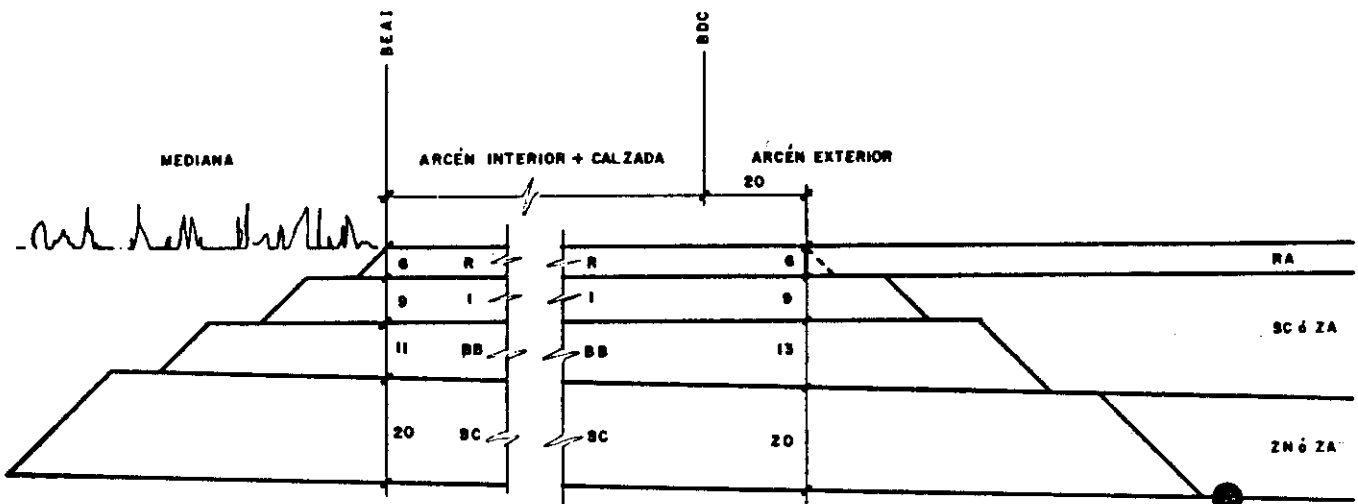 BEAI
BDC
MEDIANA
ARCÉN INTERIOR + CALZADA
ARCÉN EXTERIOR
20
6 R R 6 RA
9 I I 9
SC ó ZA
11 BB BB 13
20 SC SC 20
ZN ó ZA